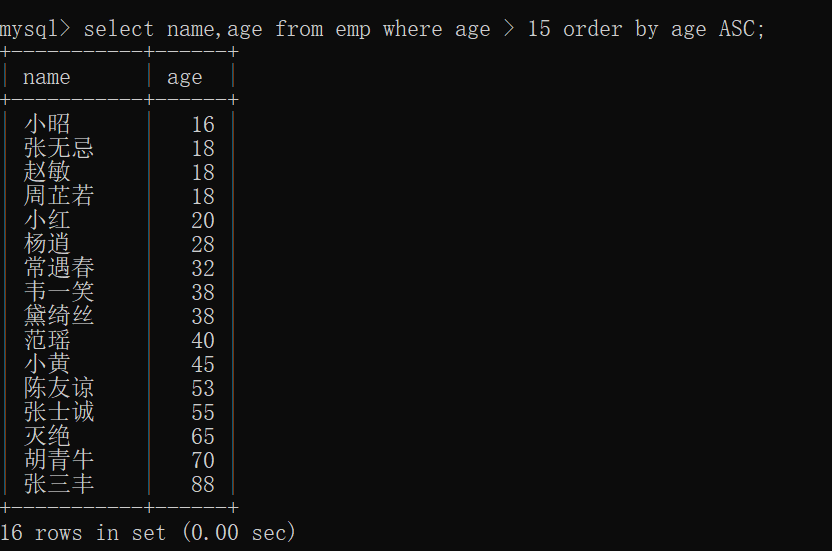 mysql> select name,age from emp where age > 15 order by age ASC;
+-----------+------+
| name      | age  |
+-----------+------+
| 小昭      |   16 |
| 张无忌    |   18 |
| 赵敏      |   18 |
| 周芷若    |   18 |
| 小红      |   20 |
| 杨逍      |   28 |
| 常遇春    |   32 |
| 韦一笑    |   38 |
| 黛绮丝    |   38 |
| 范瑶      |   40 |
| 小黄      |   45 |
| 陈友谅    |   53 |
| 张士诚    |   55 |
| 灭绝      |   65 |
| 胡青牛    |   70 |
| 张三丰    |   88 |
+-----------+------+
16 rows in set (0.00 sec)